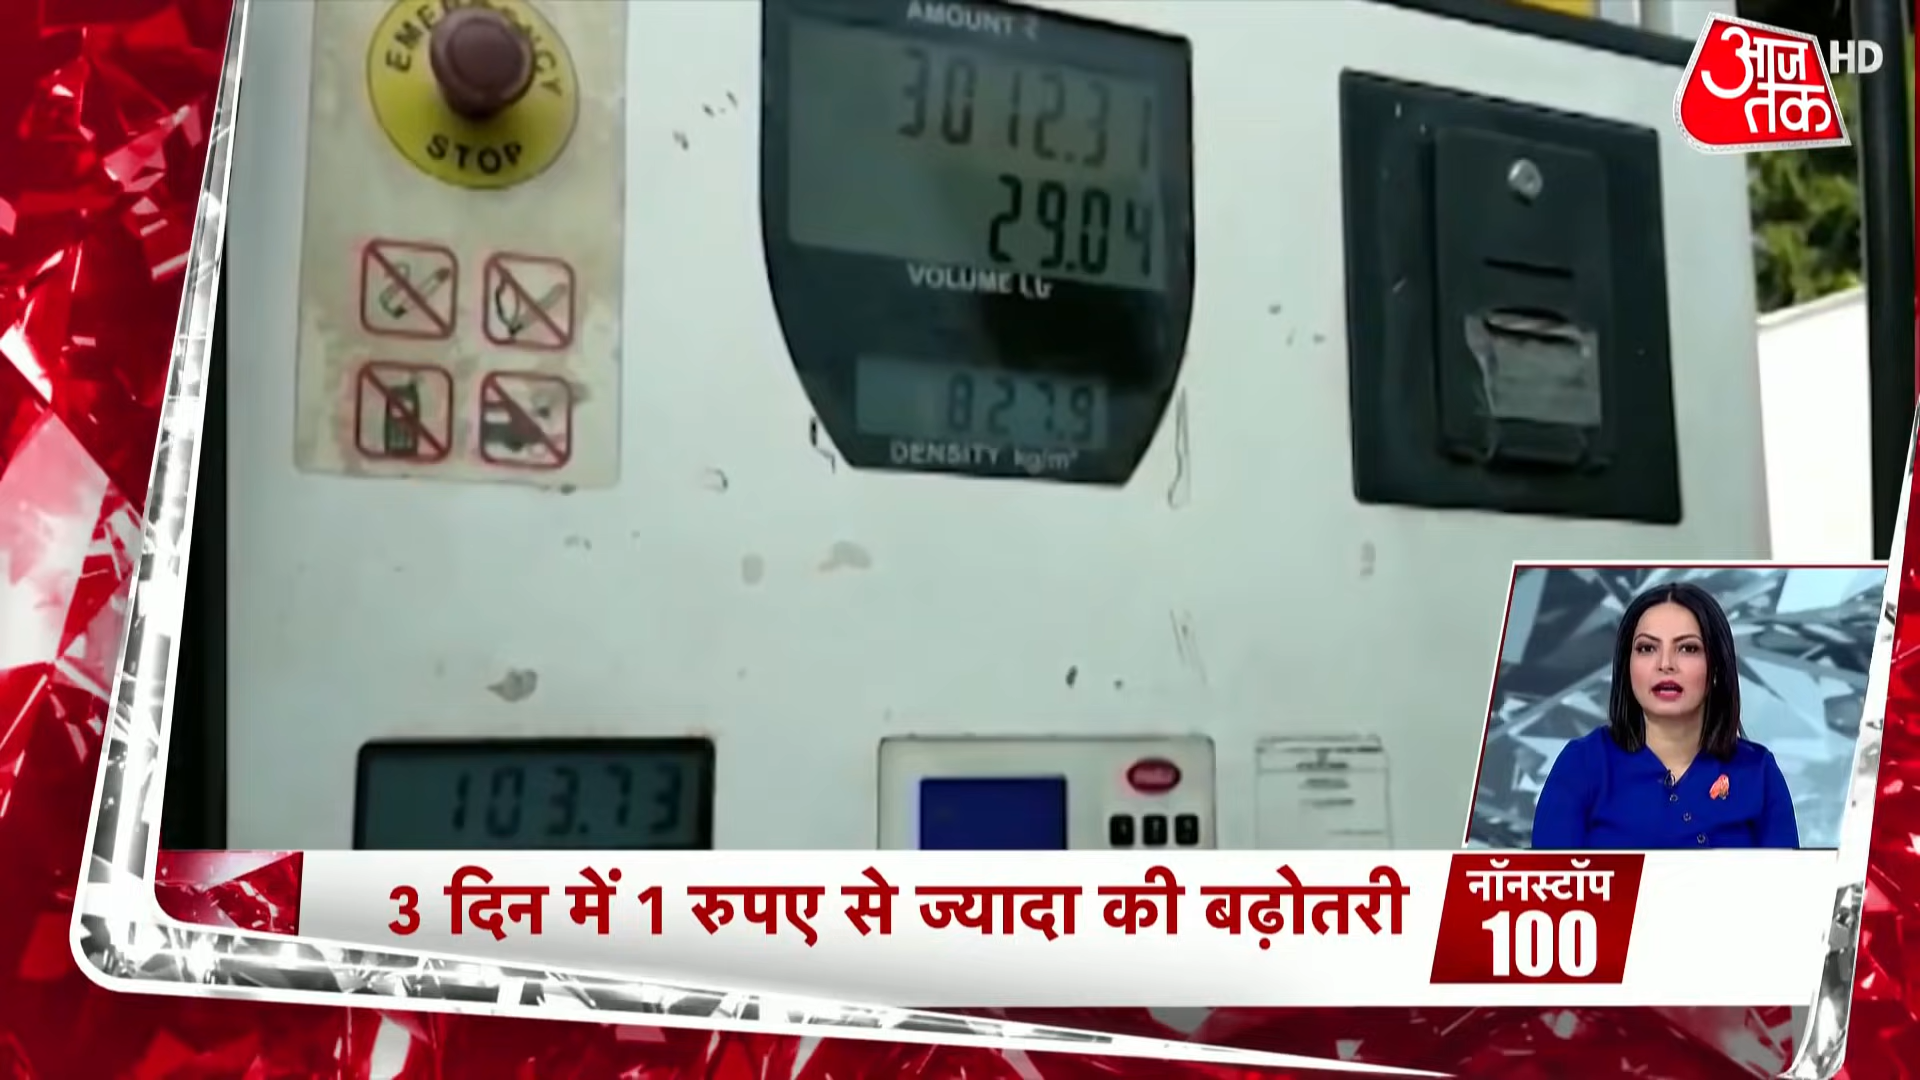 EMERGENCY
STOP
AMOUNT ₹
3012.31
29.04
VOLUME Ltr
827.9
DENSITY kg/m³
103.73
आज
तक
HD
3 दिन में 1 रुपए से ज्यादा की बढ़ोतरी
नॉनस्टॉप
100